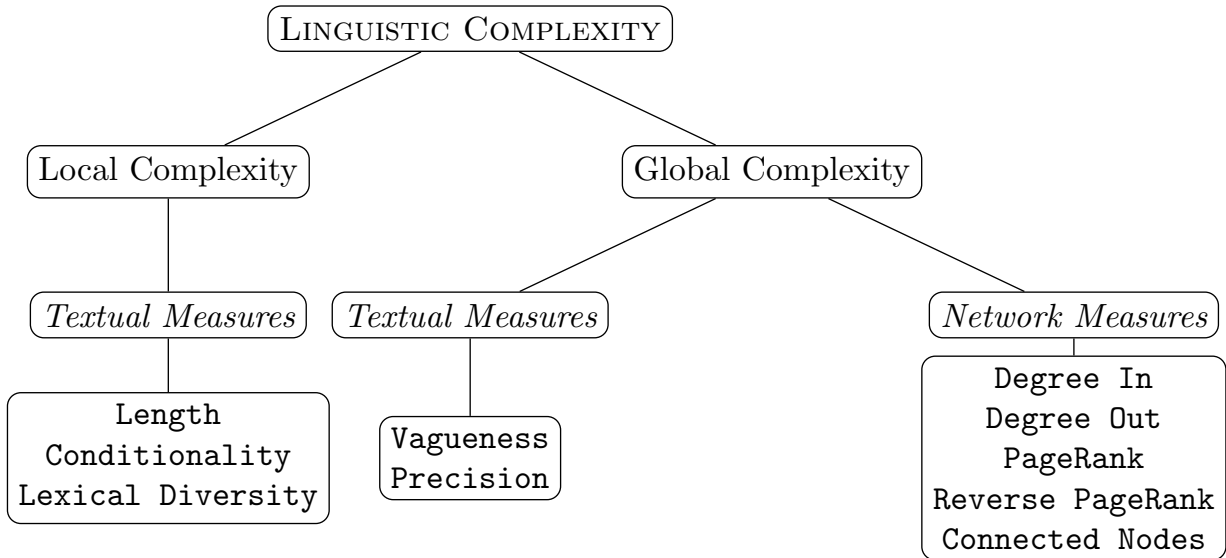 LINGUISTIC COMPLEXITY
Local Complexity
Global Complexity
Textual Measures
Textual Measures
Network Measures
Length
Conditionality
Lexical Diversity
Vagueness
Precision
Degree In
Degree Out
PageRank
Reverse PageRank
Connected Nodes